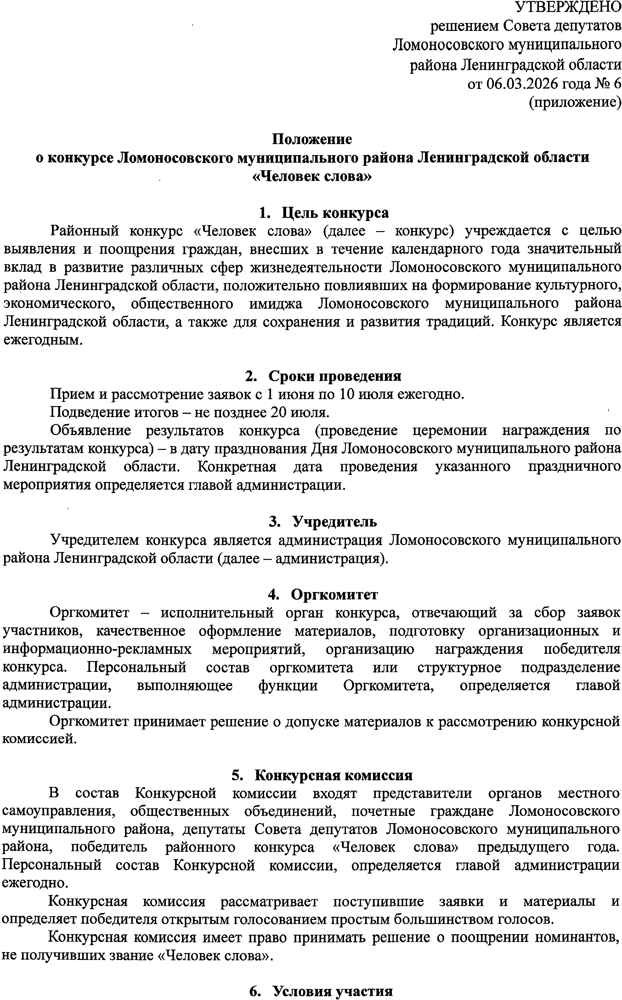 УТВЕРЖДЕНО
решением Совета депутатов
Ломоносовского муниципального
района Ленинградской области
от 06.03.2026 года № 6
(приложение)
Положение
о конкурсе Ломоносовского муниципального района Ленинградской области
«Человек слова»
1. Цель конкурса
Районный конкурс «Человек слова» (далее – конкурс) учреждается с целью
выявления и поощрения граждан, внесших в течение календарного года значительный
вклад в развитие различных сфер жизнедеятельности Ломоносовского муниципального
района Ленинградской области, положительно повлиявших на формирование культурного,
экономического, общественного имиджа Ломоносовского муниципального района
Ленинградской области, а также для сохранения и развития традиций. Конкурс является
ежегодным.
2. Сроки проведения
Прием и рассмотрение заявок с 1 июня по 10 июля ежегодно.
Подведение итогов – не позднее 20 июля.
Объявление результатов конкурса (проведение церемонии награждения по
результатам конкурса) – в дату празднования Дня Ломоносовского муниципального района
Ленинградской области. Конкретная дата проведения указанного праздничного
мероприятия определяется главой администрации.
3. Учредитель
Учредителем конкурса является администрация Ломоносовского муниципального
района Ленинградской области (далее – администрация).
4. Оргкомитет
Оргкомитет – исполнительный орган конкурса, отвечающий за сбор заявок
участников, качественное оформление материалов, подготовку организационных и
информационно-рекламных мероприятий, организацию награждения победителя
конкурса. Персональный состав оргкомитета или структурное подразделение
администрации, выполняющее функции Оргкомитета, определяется главой
администрации.
Оргкомитет принимает решение о допуске материалов к рассмотрению конкурсной
комиссией.
5. Конкурсная комиссия
В состав Конкурсной комиссии входят представители органов местного
самоуправления, общественных объединений, почетные граждане Ломоносовского
муниципального района, депутаты Совета депутатов Ломоносовского муниципального
района, победитель районного конкурса «Человек слова» предыдущего года.
Персональный состав Конкурсной комиссии, определяется главой администрации
ежегодно.
Конкурсная комиссия рассматривает поступившие заявки и материалы и
определяет победителя открытым голосованием простым большинством голосов.
Конкурсная комиссия имеет право принимать решение о поощрении номинантов,
не получивших звание «Человек слова».
6. Условия участия